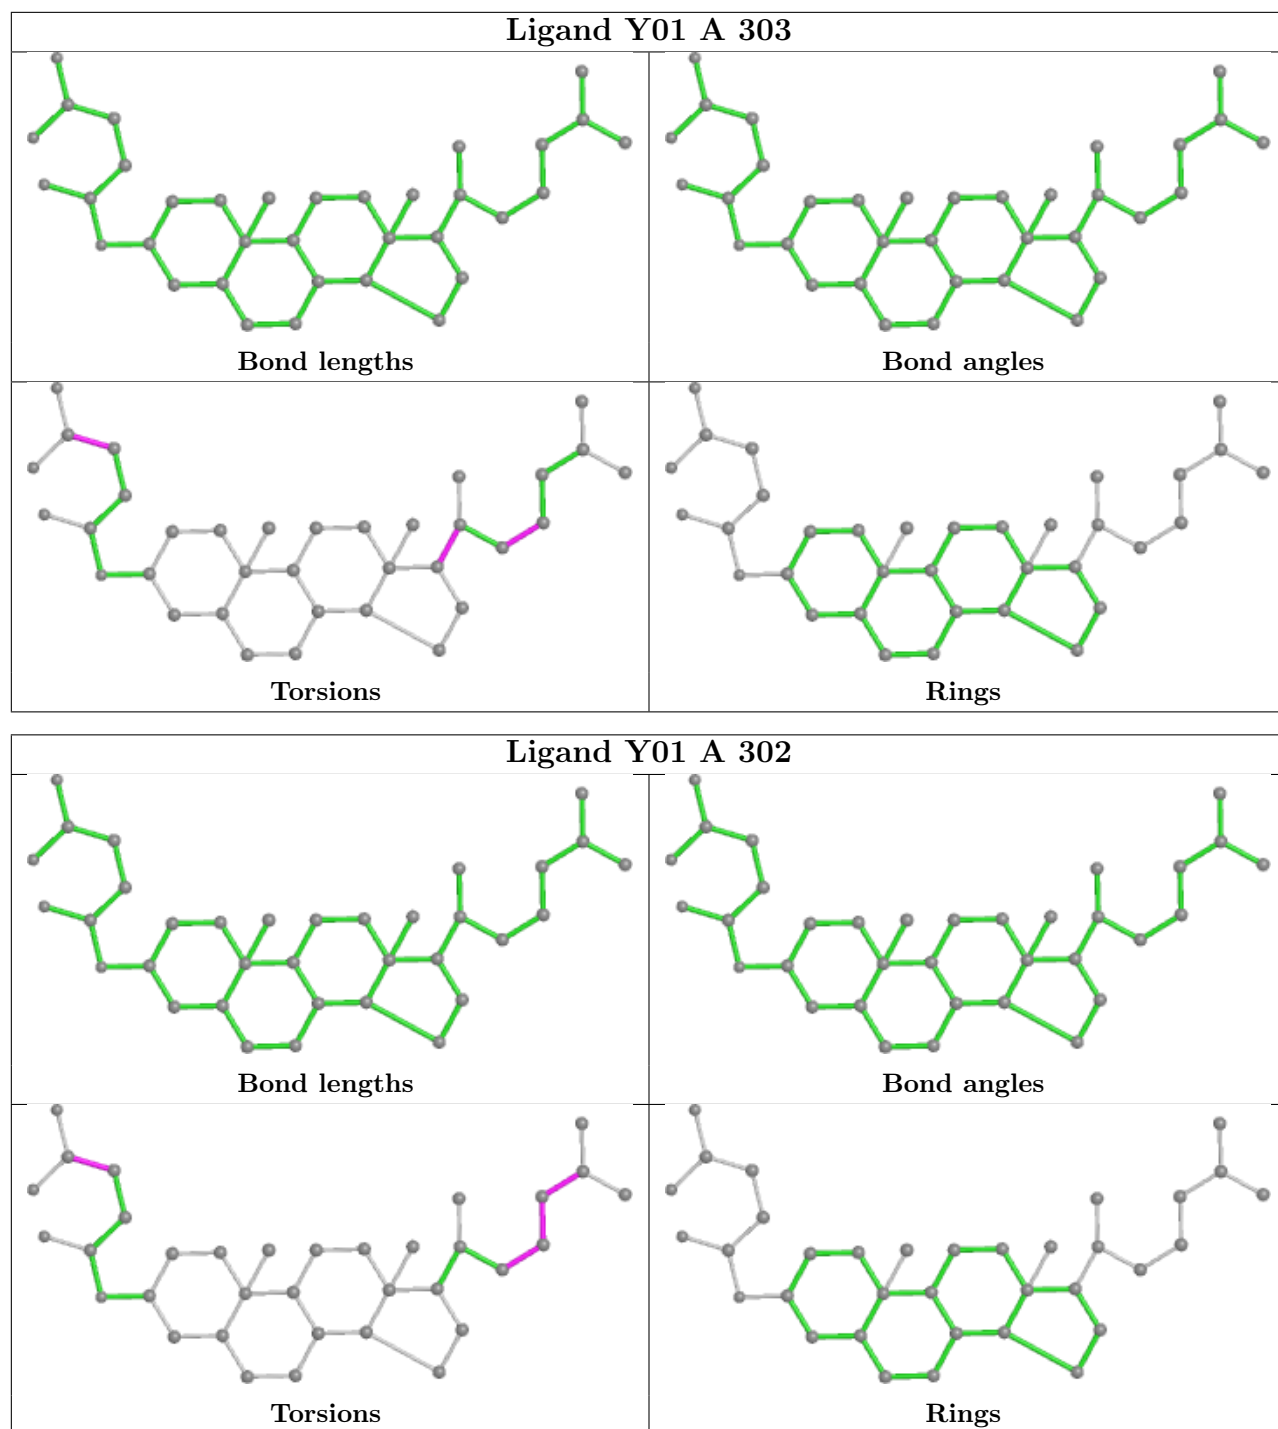 Ligand Y01 A 303
Bond lengths
Bond angles
Torsions
Rings
Ligand Y01 A 302
Bond lengths
Bond angles
Torsions
Rings